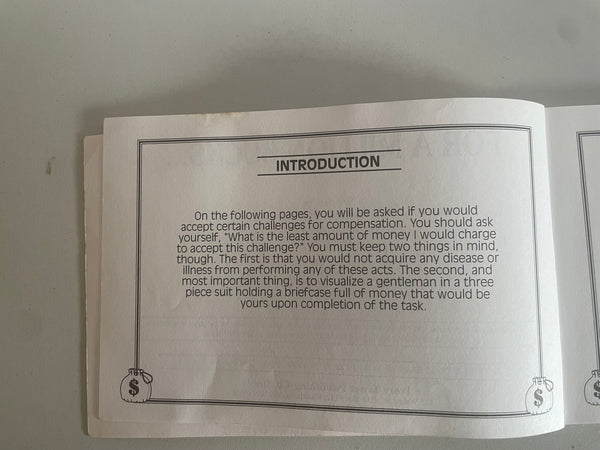 INTRODUCTION
On the following pages, you will be asked if you would
accept certain challenges for compensation. You should ask
yourself, "What is the least amount of money I would charge
to accept this challenge?" You must keep two things in mind,
though. The first is that you would not acquire any disease or
illness from performing any of these acts. The second, and
most important thing, is to visualize a gentleman in a three
piece suit holding a briefcase full of money that would be
yours upon completion of the task.
$
$
$